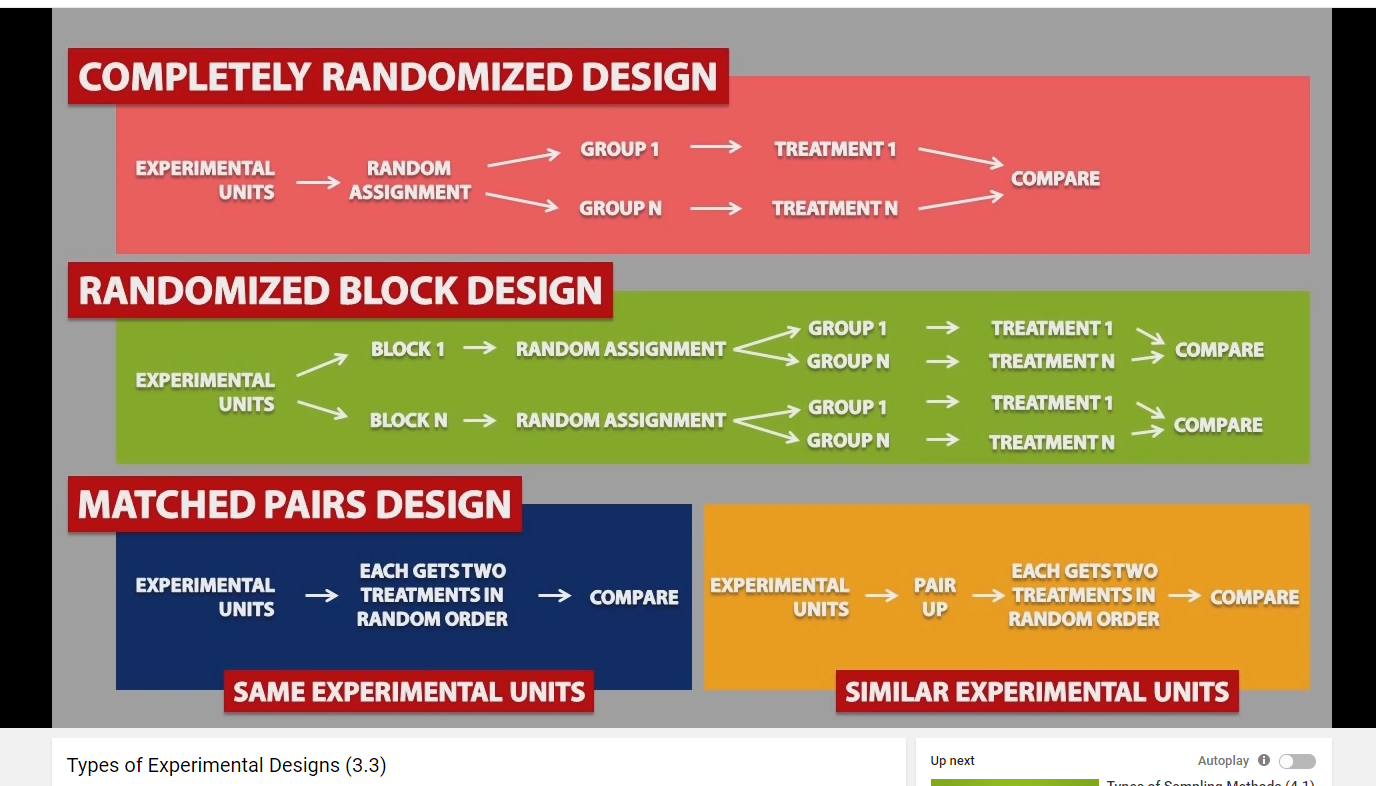 COMPLETELY RANDOMIZED DESIGN
EXPERIMENTAL
UNITS
RANDOM
ASSIGNMENT
GROUP 1
TREATMENT 1
GROUP N
TREATMENT N
COMPARE
RANDOMIZED BLOCK DESIGN
EXPERIMENTAL
UNITS
BLOCK 1
RANDOM ASSIGNMENT
GROUP 1
TREATMENT 1
GROUP N
TREATMENT N
COMPARE
BLOCK N
RANDOM ASSIGNMENT
GROUP 1
TREATMENT 1
GROUP N
TREATMENT N
COMPARE
MATCHED PAIRS DESIGN
EXPERIMENTAL
UNITS
EACH GETS TWO
TREATMENTS IN
RANDOM ORDER
COMPARE
SAME EXPERIMENTAL UNITS
EXPERIMENTAL
UNITS
PAIR
UP
EACH GETS TWO
TREATMENTS IN
RANDOM ORDER
COMPARE
SIMILAR EXPERIMENTAL UNITS
Types of Experimental Designs (3.3)
Up next
Autoplay
Types of Sampling Methods (4.1)